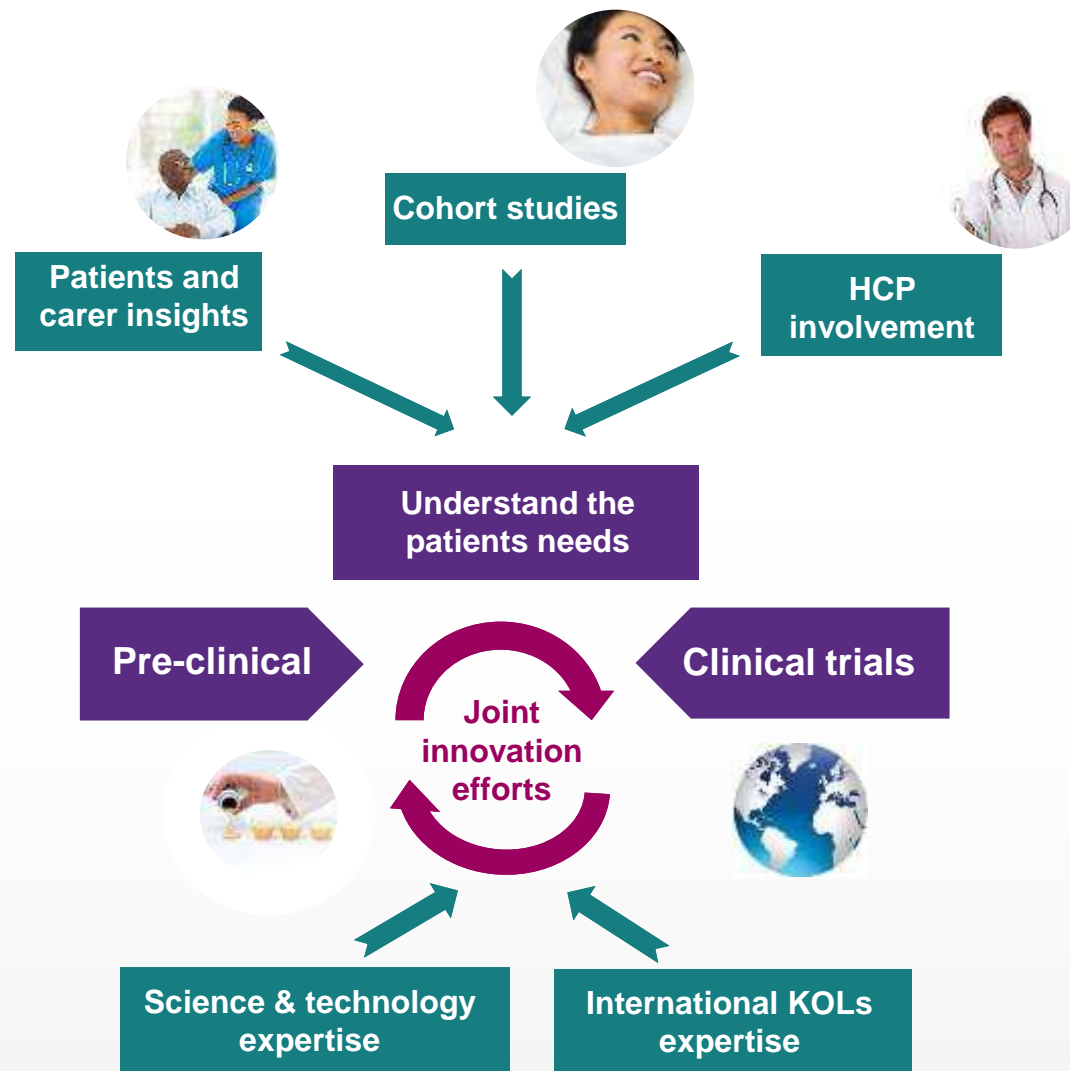 Cohort studies
Patients and
carer insights
HCP
involvement
Understand the
patients needs
Pre-clinical
Clinical trials
Joint
innovation
efforts
Science & technology
expertise
International KOLs
expertise